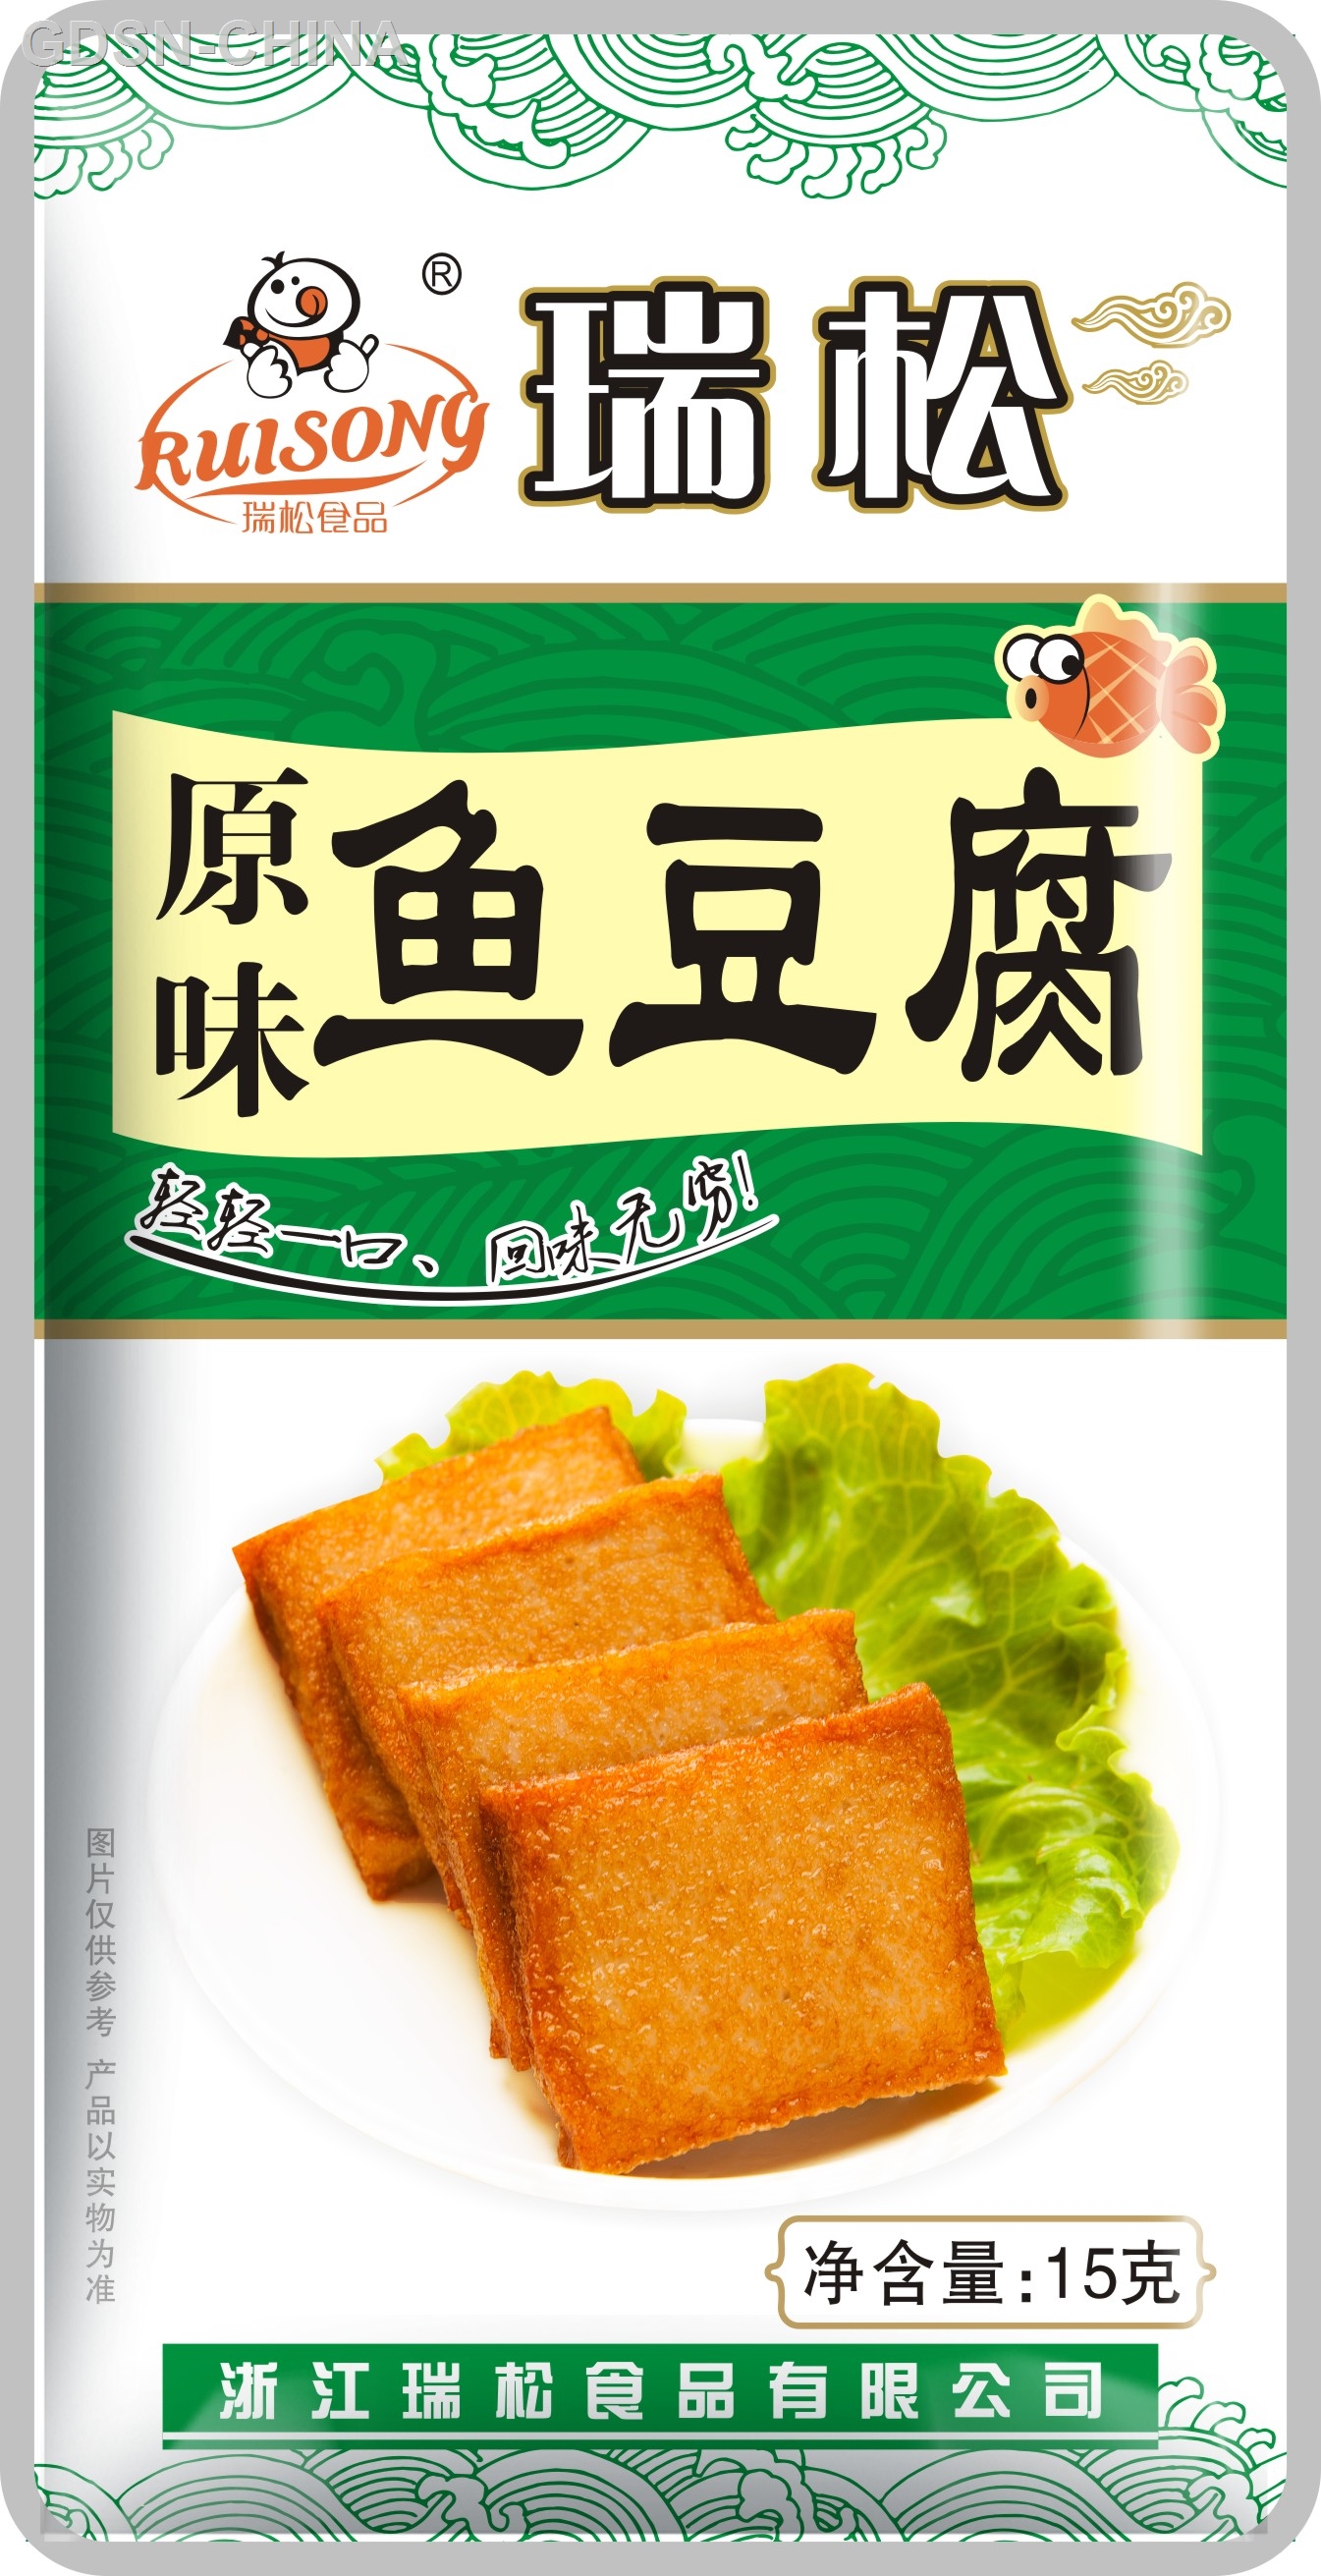 GDSN-CHINA
®
RUISONG
瑞松食品
瑞松
原味
鱼豆腐
轻轻一口、回味无穷!
图片仅供参考 产品以实物为准
净含量:15克
浙江瑞松食品有限公司